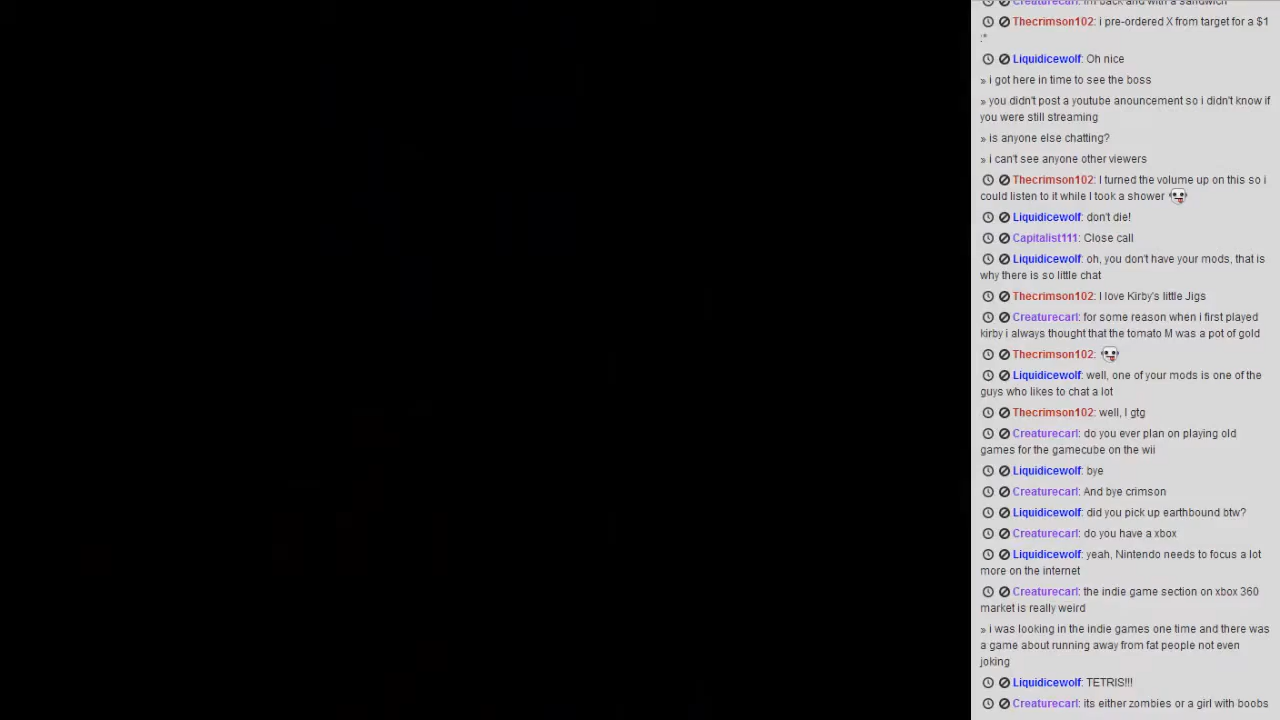 Creaturecarl: im back and with a sandwich
Thecrimson102: i pre-ordered X from target for a $1
:*
Liquidicewolf: Oh nice
» i got here in time to see the boss
» you didn't post a youtube anouncement so i didn't know if
you were still streaming
» is anyone else chatting?
» i can't see anyone other viewers
Thecrimson102: I turned the volume up on this so i
could listen to it while I took a shower
Liquidicewolf: don't die!
Capitalist111: Close call
Liquidicewolf: oh, you don't have your mods, that is
why there is so little chat
Thecrimson102: I love Kirby's little Jigs
Creaturecarl: for some reason when i first played
kirby i always thought that the tomato M was a pot of gold
Thecrimson102:
Liquidicewolf: well, one of your mods is one of the
guys who likes to chat a lot
Thecrimson102: well, I gtg
Creaturecarl: do you ever plan on playing old
games for the gamecube on the wii
Liquidicewolf: bye
Creaturecarl: And bye crimson
Liquidicewolf: did you pick up earthbound btw?
Creaturecarl: do you have a xbox
Liquidicewolf: yeah, Nintendo needs to focus a lot
more on the internet
Creaturecarl: the indie game section on xbox 360
market is really weird
» i was looking in the indie games one time and there was
a game about running away from fat people not even
joking
Liquidicewolf: TETRIS!!!
Creaturecarl: its either zombies or a girl with boobs